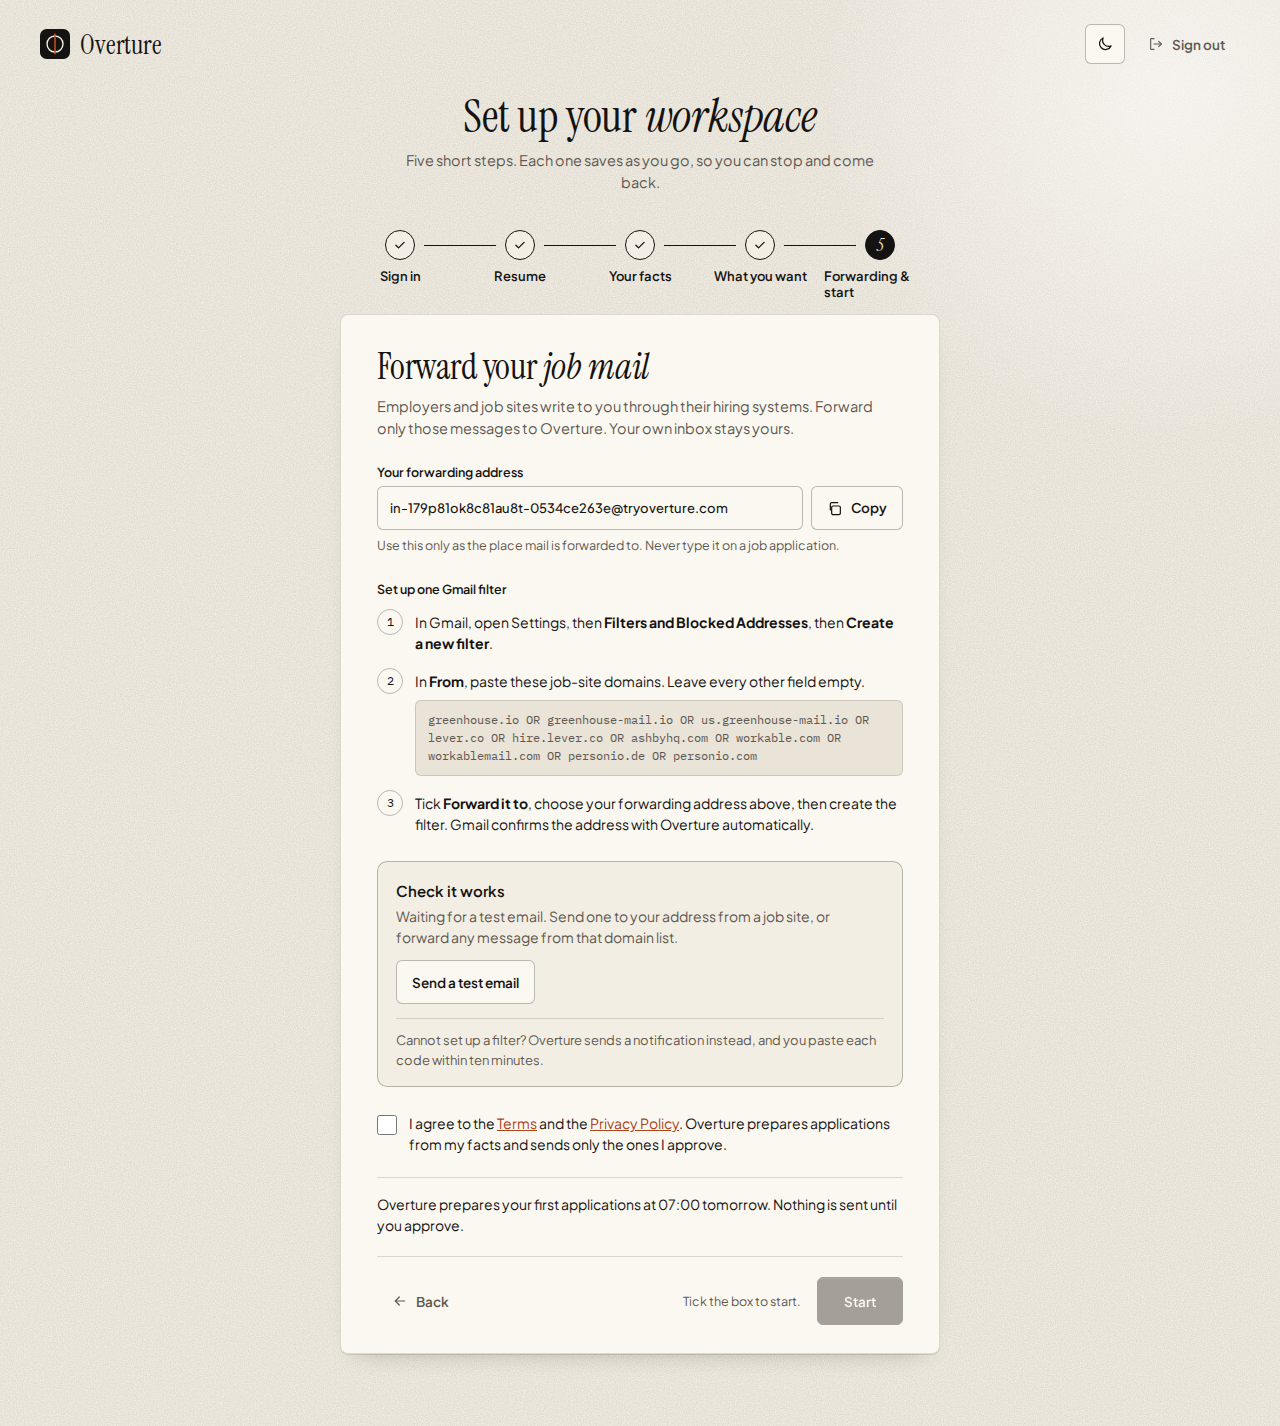 Overture
Sign out
Set up your workspace
Five short steps. Each one saves as you go, so you can stop and come
back.
5
Sign in
Resume
Your facts
What you want
Forwarding &
start
Forward your job mail
Employers and job sites write to you through their hiring systems. Forward
only those messages to Overture. Your own inbox stays yours.
Your forwarding address
in-179p81ok8c81au8t-0534ce263e@tryoverture.com
Copy
Use this only as the place mail is forwarded to. Never type it on a job application.
Set up one Gmail filter
1
In Gmail, open Settings, then Filters and Blocked Addresses, then Create
a new filter.
2
In From, paste these job-site domains. Leave every other field empty.
greenhouse.io OR greenhouse-mail.io OR us.greenhouse-mail.io OR
lever.co OR hire.lever.co OR ashbyhq.com OR workable.com OR
workablemail.com OR personio.de OR personio.com
3
Tick Forward it to, choose your forwarding address above, then create the
filter. Gmail confirms the address with Overture automatically.
Check it works
Waiting for a test email. Send one to your address from a job site, or
forward any message from that domain list.
Send a test email
Cannot set up a filter? Overture sends a notification instead, and you paste each
code within ten minutes.
I agree to the Terms and the Privacy Policy. Overture prepares applications
from my facts and sends only the ones I approve.
Overture prepares your first applications at 07:00 tomorrow. Nothing is sent until
you approve.
Back
Tick the box to start.
Start